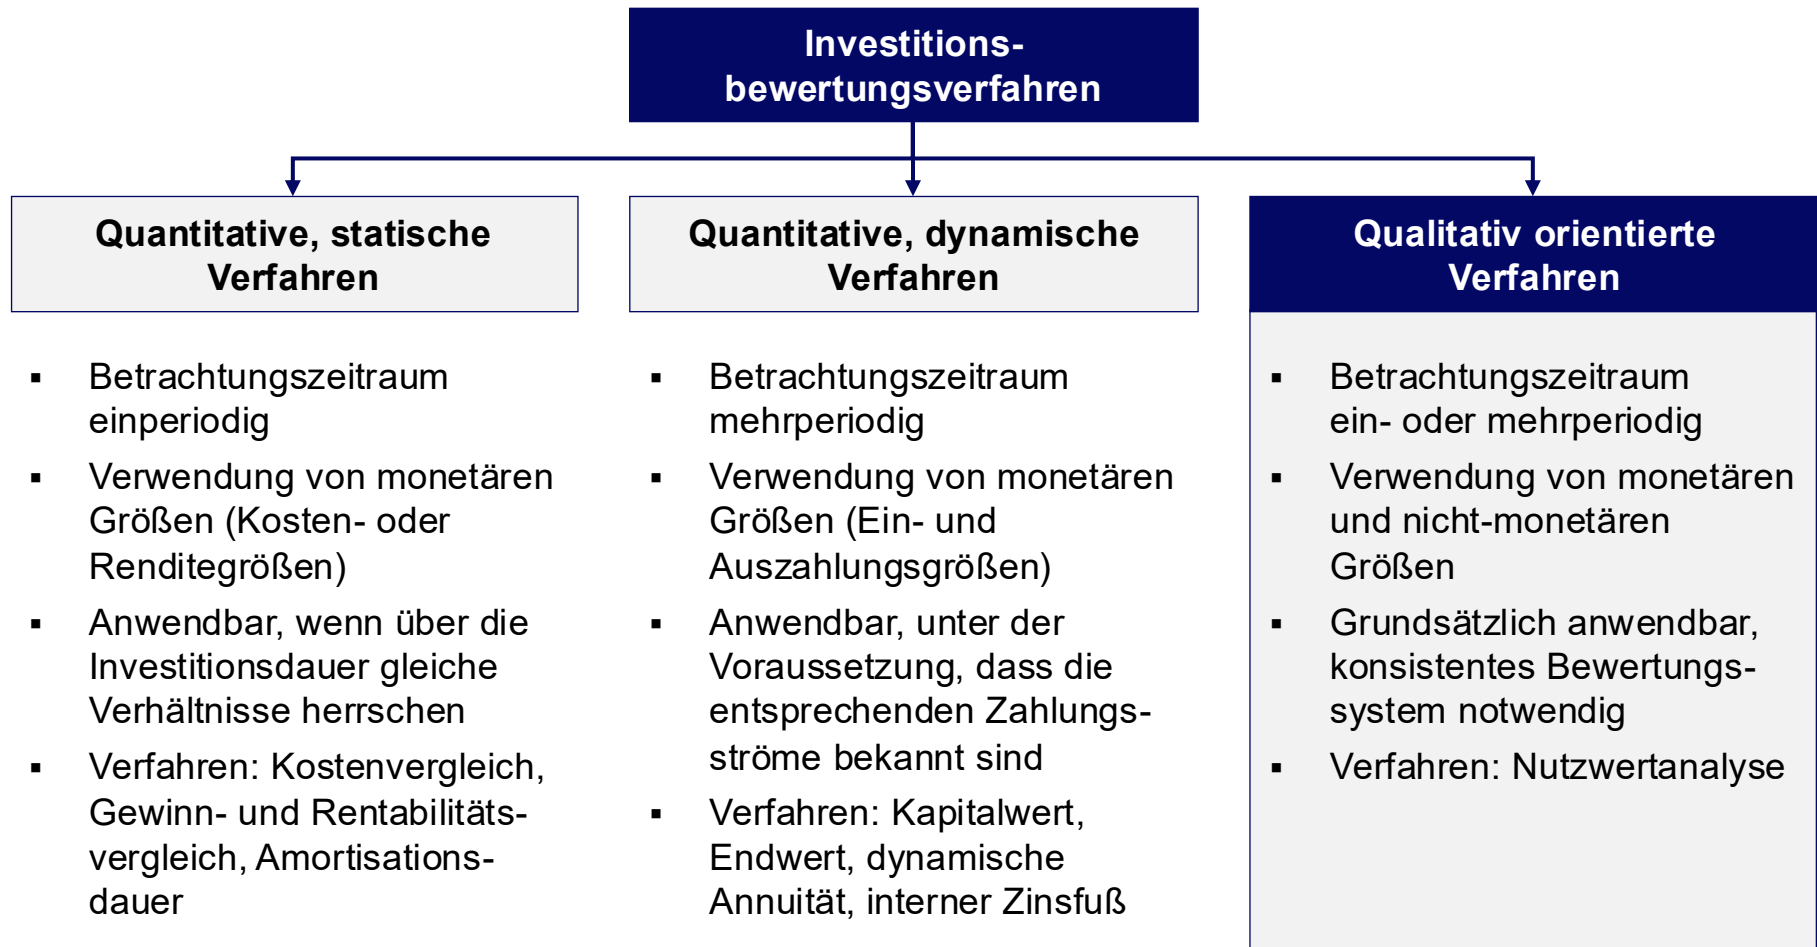 Investitions-
bewertungsverfahren
Quantitative, statische
Verfahren
▪ Betrachtungszeitraum
einperiodig
▪ Verwendung von monetären
Größen (Kosten- oder
Renditegrößen)
▪ Anwendbar, wenn über die
Investitionsdauer gleiche
Verhältnisse herrschen
▪ Verfahren: Kostenvergleich,
Gewinn- und Rentabilitäts-
vergleich, Amortisations-
dauer
Quantitative, dynamische
Verfahren
▪ Betrachtungszeitraum
mehrperiodig
▪ Verwendung von monetären
Größen (Ein- und
Auszahlungsgrößen)
▪ Anwendbar, unter der
Voraussetzung, dass die
entsprechenden Zahlungs-
ströme bekannt sind
▪ Verfahren: Kapitalwert,
Endwert, dynamische
Annuität, interner Zinsfuß
Qualitativ orientierte
Verfahren
▪ Betrachtungszeitraum
ein- oder mehrperiodig
▪ Verwendung von monetären
und nicht-monetären
Größen
▪ Grundsätzlich anwendbar,
konsistentes Bewertungs-
system notwendig
▪ Verfahren: Nutzwertanalyse